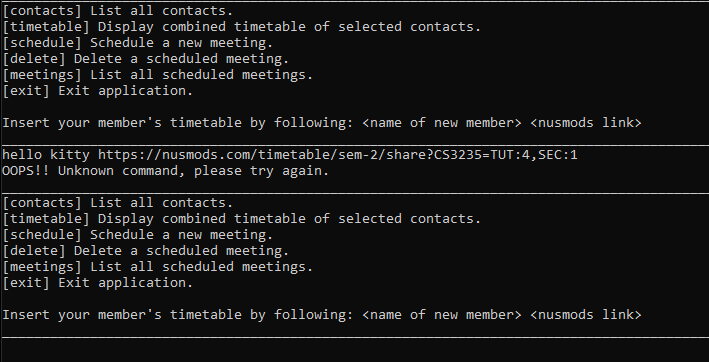 [contacts] List all contacts.
[timetable] Display combined timetable of selected contacts.
[schedule] Schedule a new meeting.
[delete] Delete a scheduled meeting.
[meetings] List all scheduled meetings.
[exit] Exit application.
Insert your member's timetable by following: <name of new member> <nusmods link>
hello kitty https://nusmods.com/timetable/sem-2/share?CS3235=TUT:4,SEC:1
OOPS!! Unknown command, please try again.
[contacts] List all contacts.
[timetable] Display combined timetable of selected contacts.
[schedule] Schedule a new meeting.
[delete] Delete a scheduled meeting.
[meetings] List all scheduled meetings.
[exit] Exit application.
Insert your member's timetable by following: <name of new member> <nusmods link>